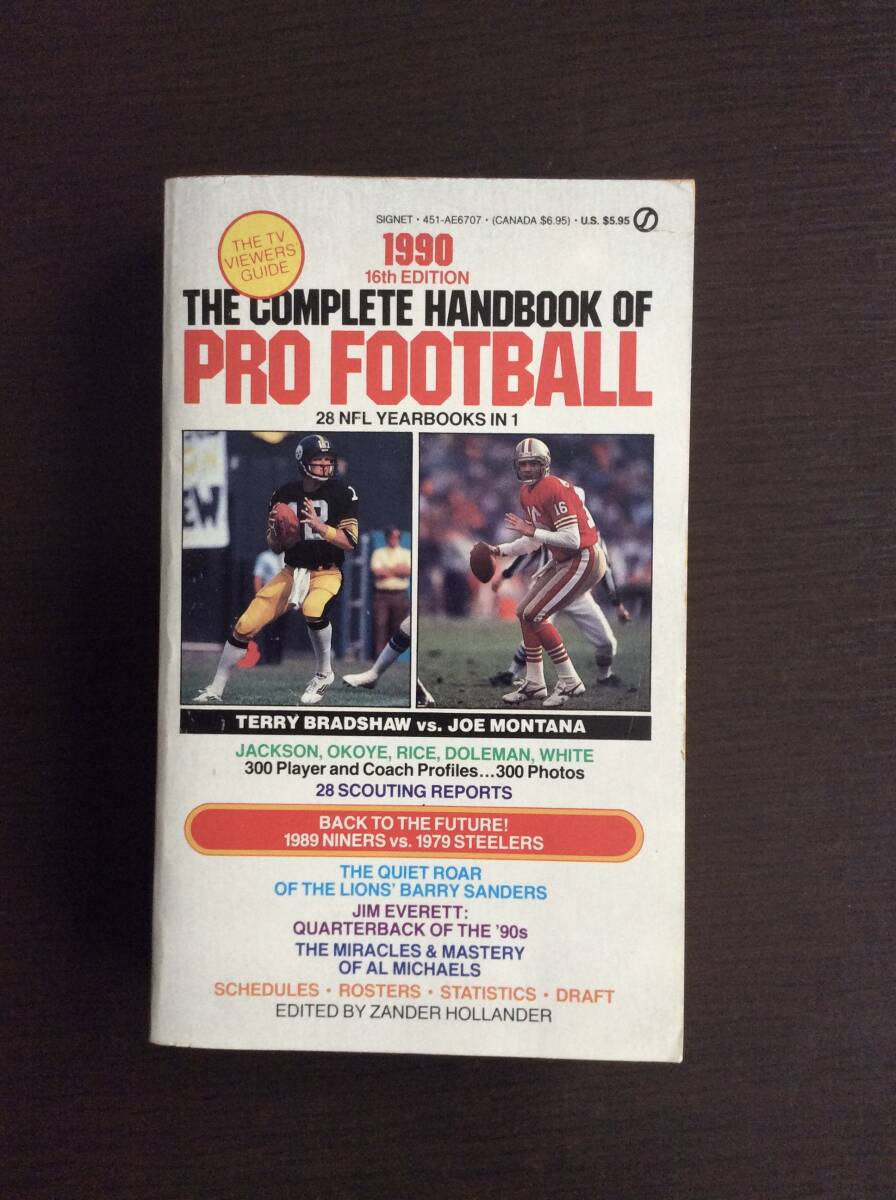 SIGNET • 451-AE6707 • (CANADA $6.95) • U.S. $5.95
THE TV
VIEWERS'
GUIDE
1990
16th EDITION
THE COMPLETE HANDBOOK OF
PRO FOOTBALL
28 NFL YEARBOOKS IN 1
EW
12
16
TERRY BRADSHAW vs. JOE MONTANA
JACKSON, OKOYE, RICE, DOLEMAN, WHITE
300 Player and Coach Profiles...300 Photos
28 SCOUTING REPORTS
BACK TO THE FUTURE!
1989 NINERS vs. 1979 STEELERS
THE QUIET ROAR
OF THE LIONS' BARRY SANDERS
JIM EVERETT:
QUARTERBACK OF THE '90s
THE MIRACLES & MASTERY
OF AL MICHAELS
SCHEDULES • ROSTERS • STATISTICS • DRAFT
EDITED BY ZANDER HOLLANDER